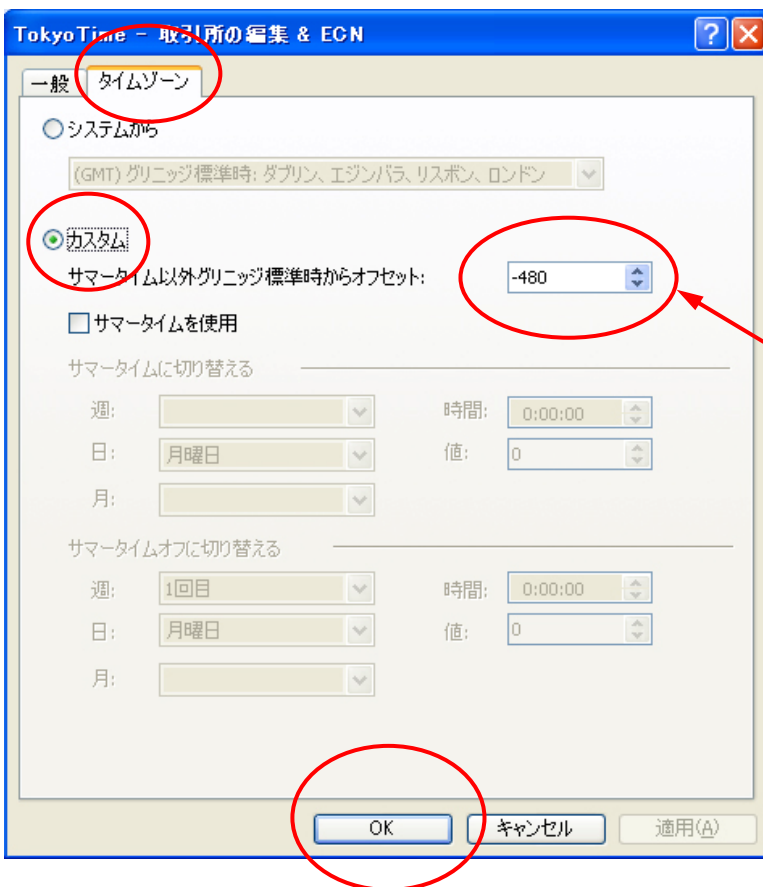 TokyoTime - 取引所の編集 & ECN
一般 タイムゾーン
システムから
(GMT) グリニッジ標準時: ダブリン、エジンバラ、リスボン、ロンドン
カスタム
サマータイム以外グリニッジ標準時からオフセット: -480
サマータイムを使用
サマータイムに切り替える
週: 時間: 0:00:00
日: 月曜日 値: 0
月:
サマータイムオフに切り替える
週: 1回目 時間: 0:00:00
日: 月曜日 値: 0
月:
OK キャンセル 適用(A)